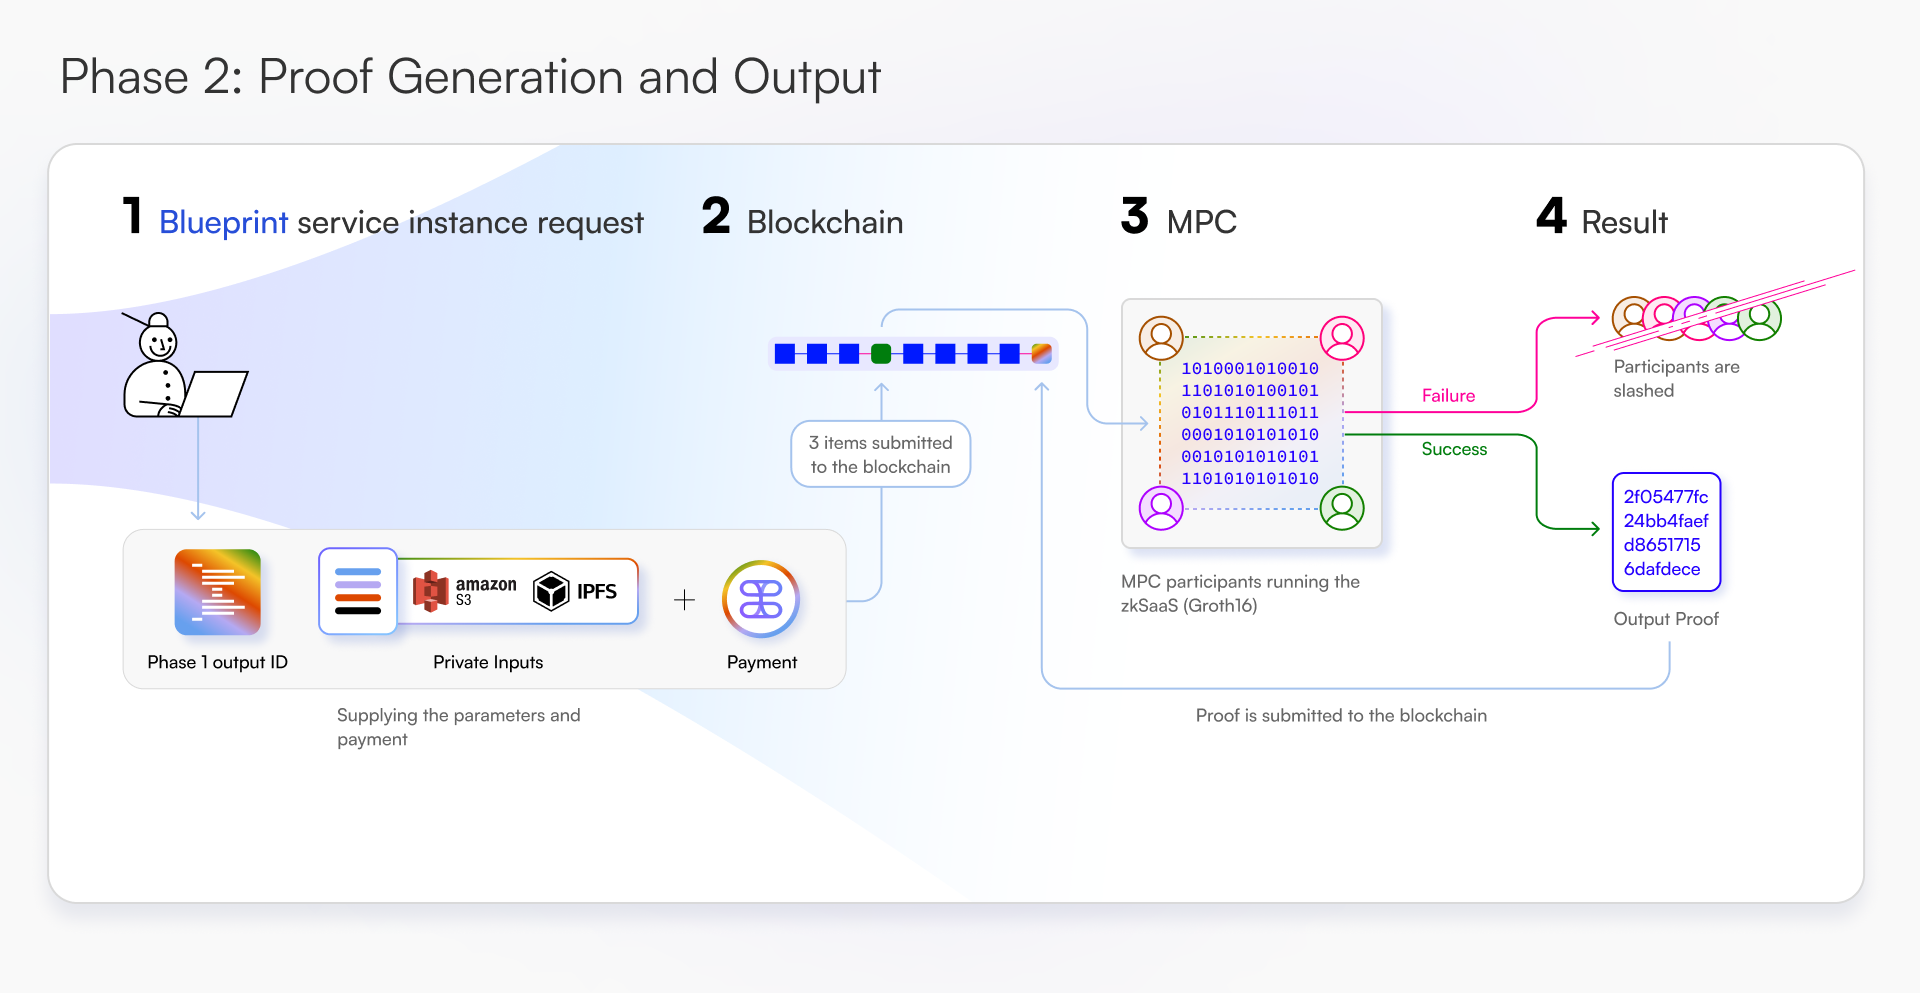 Phase 2: Proof Generation and Output
1 Blueprint service instance request
2 Blockchain
3 MPC
4 Result
3 items submitted
to the blockchain
1010001010010
1101010100101
0101110111011
0001010101010
0010101010101
1101010101010
Failure
Success
Participants are
slashed
2f05477fc
24bb4faef
d8651715
6dafdece
Output Proof
MPC participants running the
zkSaaS (Groth16)
amazon
S3
IPFS
+
Phase 1 output ID
Private Inputs
Payment
Supplying the parameters and
payment
Proof is submitted to the blockchain